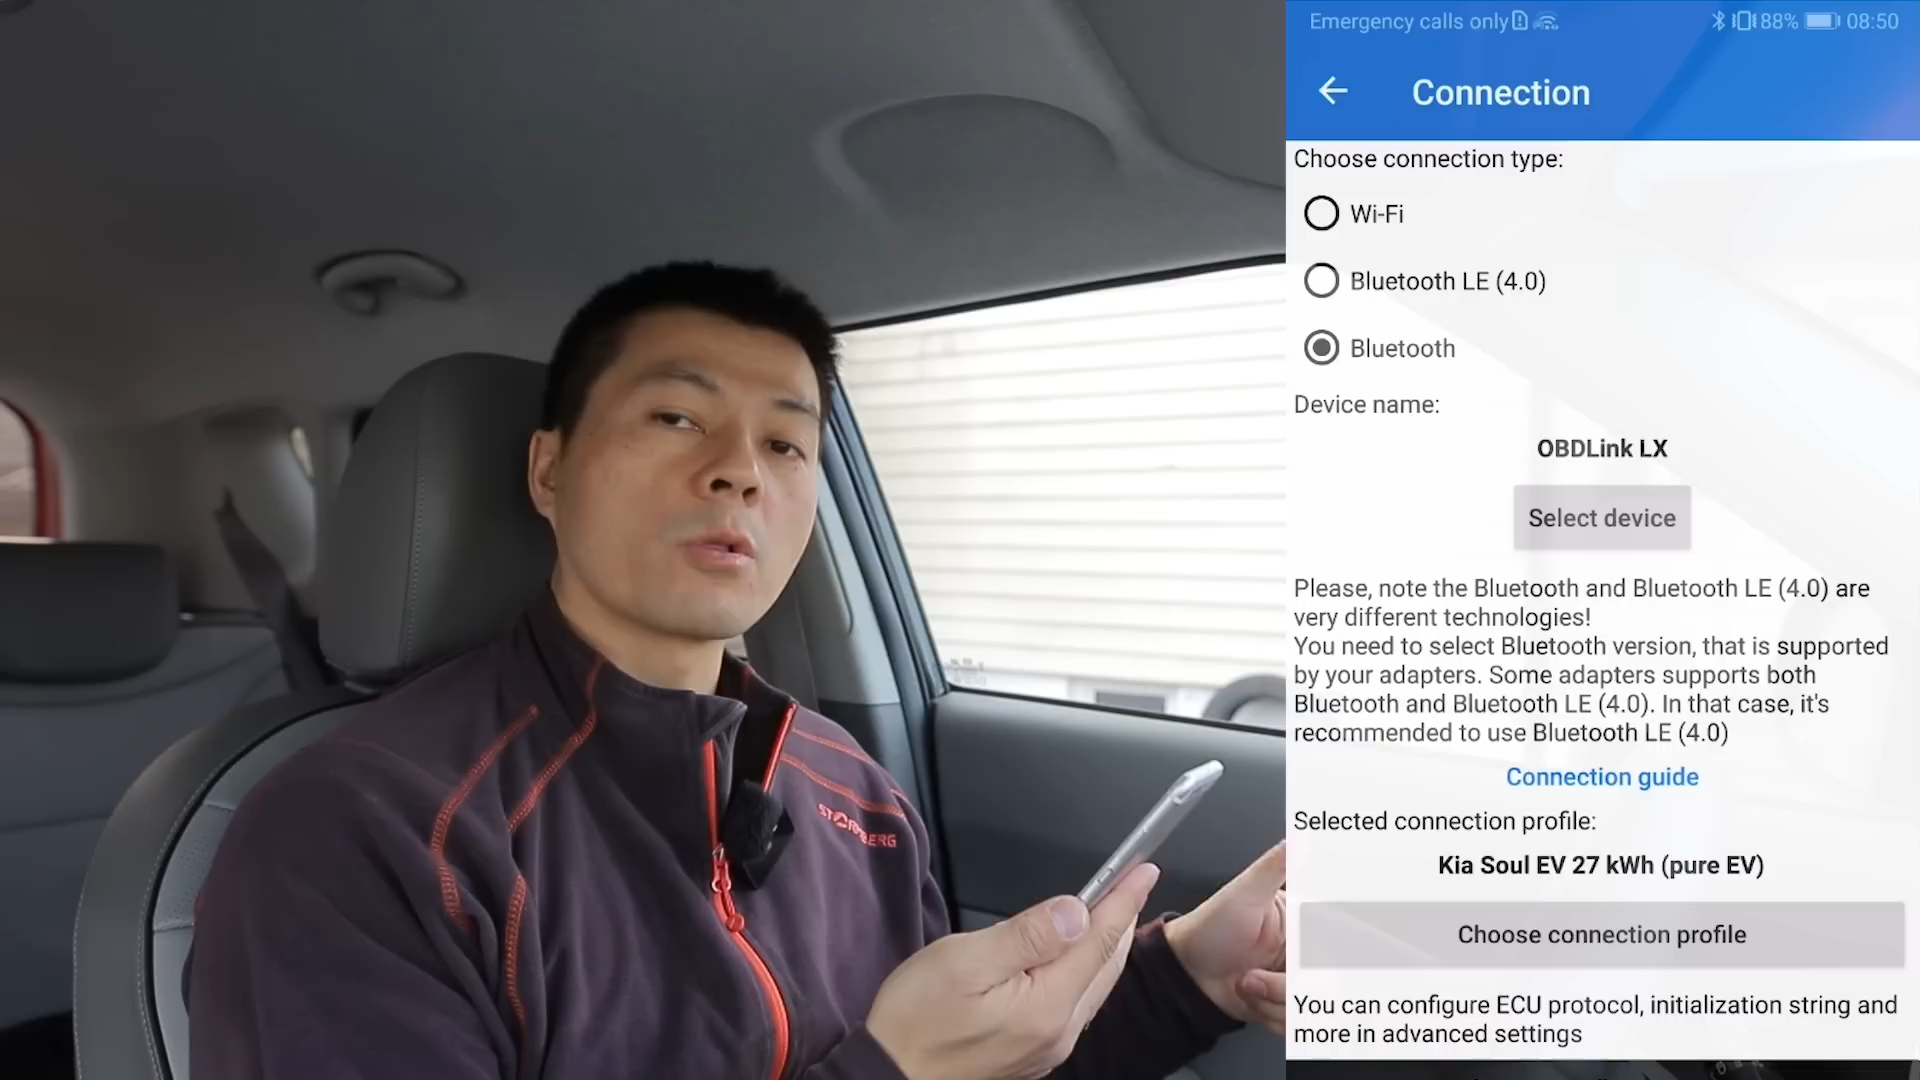 Emergency calls only
88%
08:50
Connection
Choose connection type:
Wi-Fi
Bluetooth LE (4.0)
Bluetooth
Device name:
OBDLink LX
Select device
Please, note the Bluetooth and Bluetooth LE (4.0) are
very different technologies!
You need to select Bluetooth version, that is supported
by your adapters. Some adapters supports both
Bluetooth and Bluetooth LE (4.0). In that case, it's
recommended to use Bluetooth LE (4.0)
Connection guide
Selected connection profile:
Kia Soul EV 27 kWh (pure EV)
Choose connection profile
You can configure ECU protocol, initialization string and
more in advanced settings